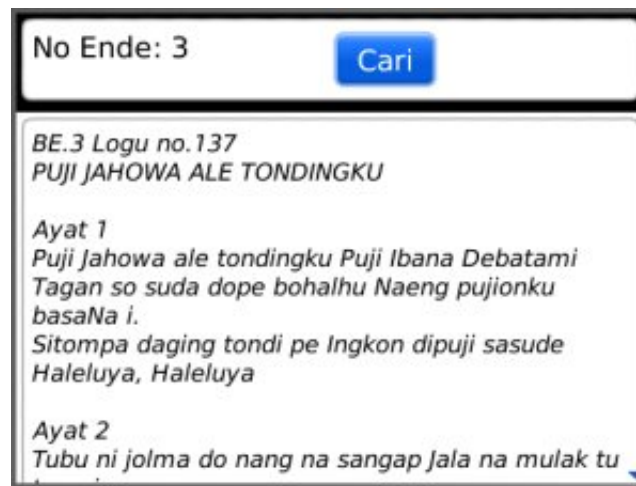 No Ende: 3
Cari
BE.3 Logu no.137
PUJI JAHOWA ALE TONDINGKU
Ayat 1
Puji Jahowa ale tondingku Puji Ibana Debatami
Tagan so suda dope bohalhu Naeng pujionku
basaNa i.
Sitompa daging tondi pe Ingkon dipuji sasude
Haleluya, Haleluya
Ayat 2
Tubu ni jolma do nang na sangap Jala na mulak tu